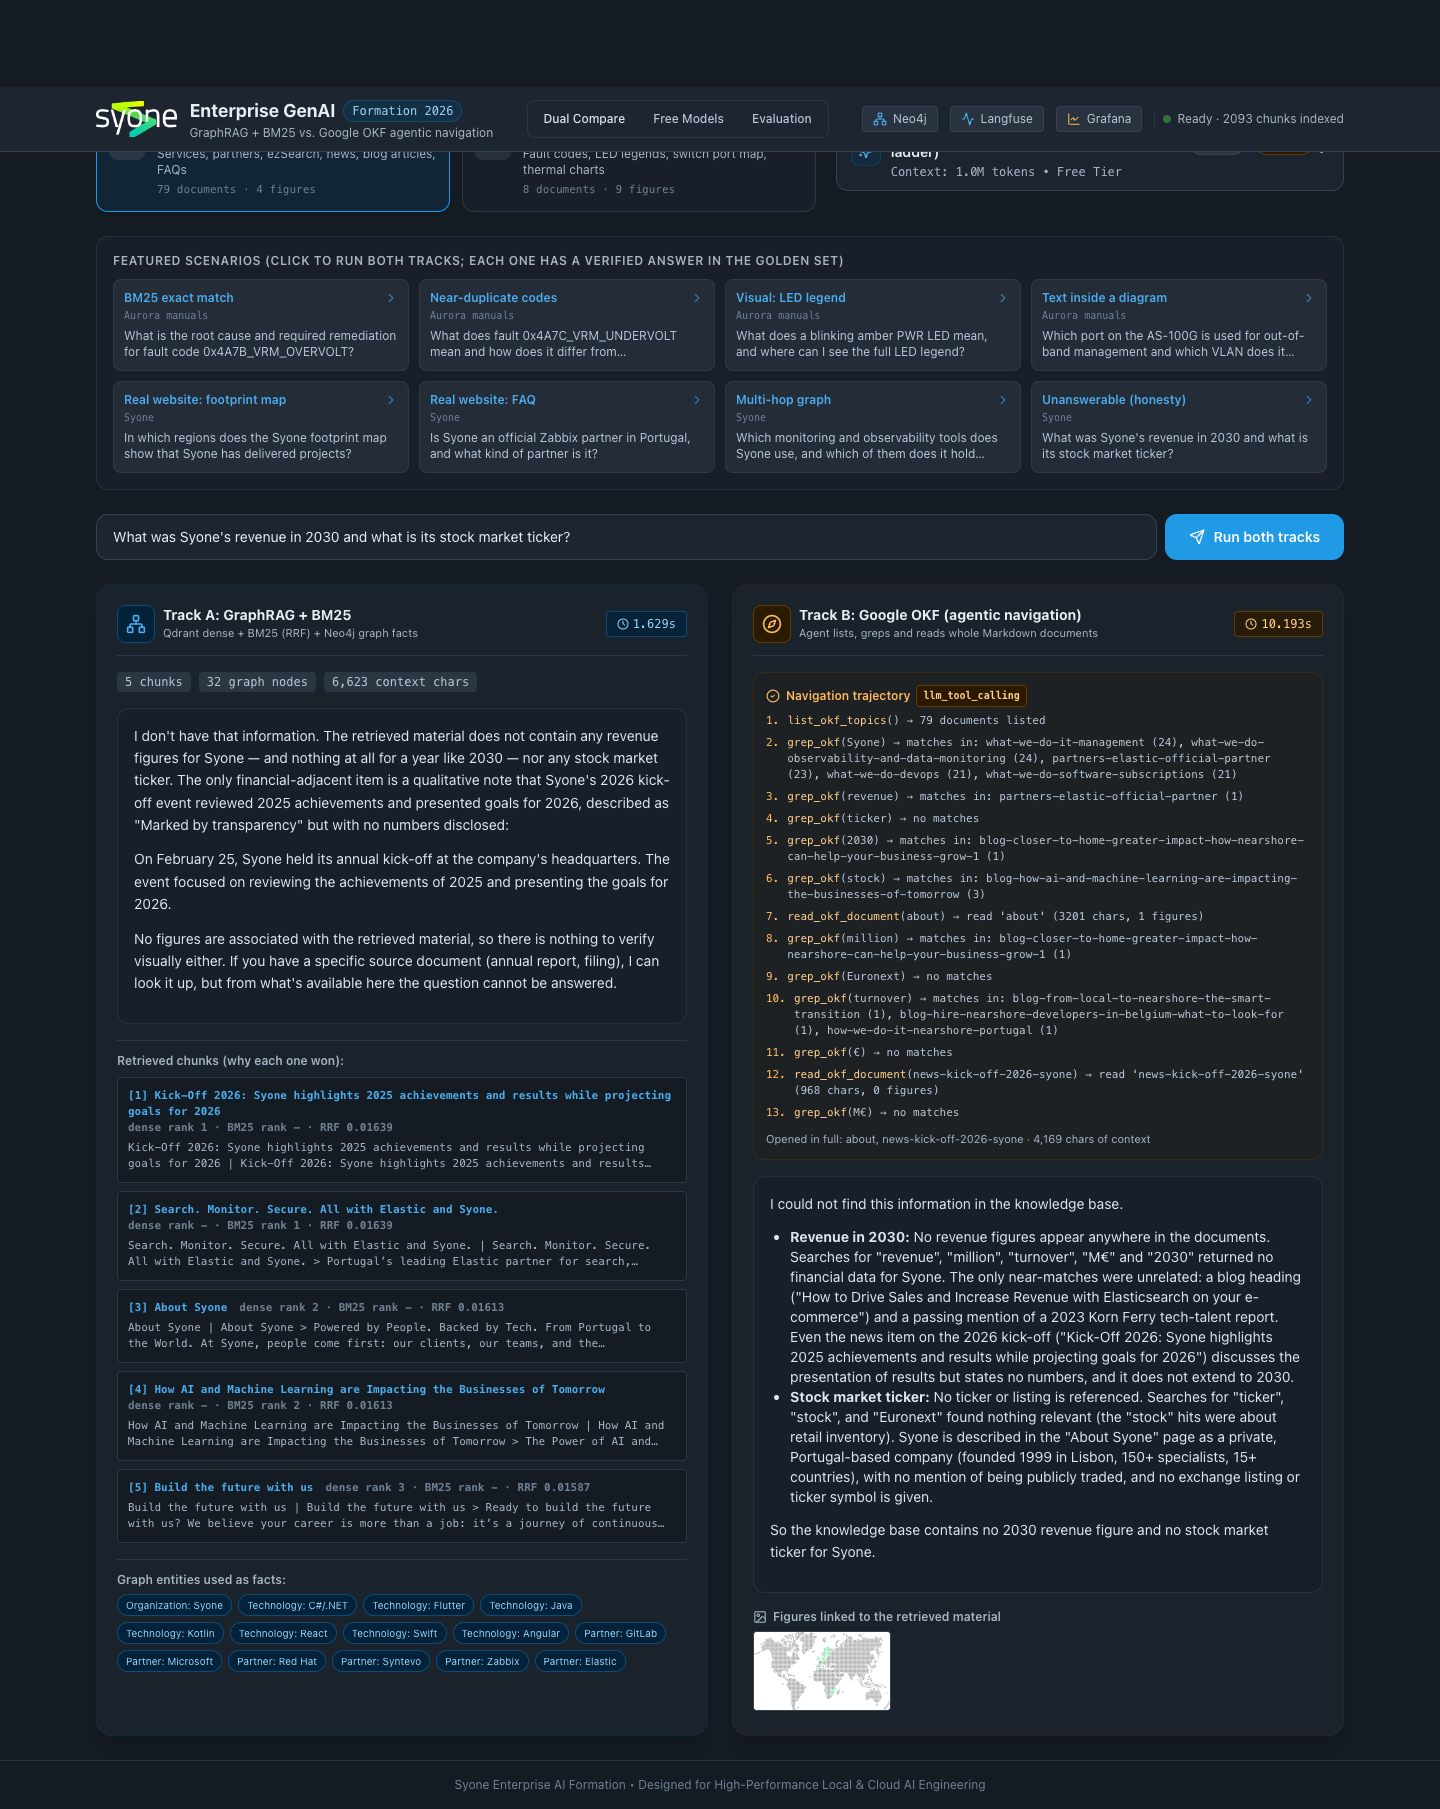 syone
Enterprise GenAI
Formation 2026
GraphRAG + BM25 vs. Google OKF agentic navigation
Dual Compare
Free Models
Evaluation
Neo4j
Langfuse
Grafana
Ready · 2093 chunks indexed
Services, partners, ezSearch, news, blog articles,
FAQs
79 documents · 4 figures
Fault codes, LED legends, switch port map,
thermal charts
8 documents · 9 figures
ladder)
Context: 1.0M tokens • Free Tier
FEATURED SCENARIOS (CLICK TO RUN BOTH TRACKS; EACH ONE HAS A VERIFIED ANSWER IN THE GOLDEN SET)
BM25 exact match
Aurora manuals
What is the root cause and required remediation
for fault code 0x4A7B_VRM_OVERVOLT?
Near-duplicate codes
Aurora manuals
What does fault 0x4A7C_VRM_UNDERVOLT
mean and how does it differ from...
Visual: LED legend
Aurora manuals
What does a blinking amber PWR LED mean,
and where can I see the full LED legend?
Text inside a diagram
Aurora manuals
Which port on the AS-100G is used for out-of-
band management and which VLAN does it...
Real website: footprint map
Syone
In which regions does the Syone footprint map
show that Syone has delivered projects?
Real website: FAQ
Syone
Is Syone an official Zabbix partner in Portugal,
and what kind of partner is it?
Multi-hop graph
Syone
Which monitoring and observability tools does
Syone use, and which of them does it hold...
Unanswerable (honesty)
Syone
What was Syone's revenue in 2030 and what is
its stock market ticker?
What was Syone's revenue in 2030 and what is its stock market ticker?
Run both tracks
Track A: GraphRAG + BM25
Qdrant dense + BM25 (RRF) + Neo4j graph facts
1.629s
5 chunks
32 graph nodes
6,623 context chars
I don't have that information. The retrieved material does not contain any revenue
figures for Syone — and nothing at all for a year like 2030 — nor any stock market
ticker. The only financial-adjacent item is a qualitative note that Syone's 2026 kick-
off event reviewed 2025 achievements and presented goals for 2026, described as
"Marked by transparency" but with no numbers disclosed:
On February 25, Syone held its annual kick-off at the company's headquarters. The
event focused on reviewing the achievements of 2025 and presenting the goals for
2026.
No figures are associated with the retrieved material, so there is nothing to verify
visually either. If you have a specific source document (annual report, filing), I can
look it up, but from what's available here the question cannot be answered.
Retrieved chunks (why each one won):
[1] Kick-Off 2026: Syone highlights 2025 achievements and results while projecting
goals for 2026
dense rank 1 · BM25 rank – · RRF 0.01639
Kick-Off 2026: Syone highlights 2025 achievements and results while projecting
goals for 2026 | Kick-Off 2026: Syone highlights 2025 achievements and results…
[2] Search. Monitor. Secure. All with Elastic and Syone.
dense rank – · BM25 rank 1 · RRF 0.01639
Search. Monitor. Secure. All with Elastic and Syone. | Search. Monitor. Secure.
All with Elastic and Syone. > Portugal's leading Elastic partner for search,…
[3] About Syone dense rank 2 · BM25 rank – · RRF 0.01613
About Syone | About Syone > Powered by People. Backed by Tech. From Portugal to
the World. At Syone, people come first: our clients, our teams, and the…
[4] How AI and Machine Learning are Impacting the Businesses of Tomorrow
dense rank – · BM25 rank 2 · RRF 0.01613
How AI and Machine Learning are Impacting the Businesses of Tomorrow | How AI and
Machine Learning are Impacting the Businesses of Tomorrow > The Power of AI and…
[5] Build the future with us dense rank 3 · BM25 rank – · RRF 0.01587
Build the future with us | Build the future with us > Ready to build the future
with us? We believe your career is more than a job: it's a journey of continuous…
Graph entities used as facts:
Organization: Syone
Technology: C#/.NET
Technology: Flutter
Technology: Java
Technology: Kotlin
Technology: React
Technology: Swift
Technology: Angular
Partner: GitLab
Partner: Microsoft
Partner: Red Hat
Partner: Syntevo
Partner: Zabbix
Partner: Elastic
Track B: Google OKF (agentic navigation)
Agent lists, greps and reads whole Markdown documents
10.193s
Navigation trajectory
llm_tool_calling
1. list_okf_topics() → 79 documents listed
2. grep_okf(Syone) → matches in: what-we-do-it-management (24), what-we-do-
observability-and-data-monitoring (24), partners-elastic-official-partner
(23), what-we-do-devops (21), what-we-do-software-subscriptions (21)
3. grep_okf(revenue) → matches in: partners-elastic-official-partner (1)
4. grep_okf(ticker) → no matches
5. grep_okf(2030) → matches in: blog-closer-to-home-greater-impact-how-nearshore-
can-help-your-business-grow-1 (1)
6. grep_okf(stock) → matches in: blog-how-ai-and-machine-learning-are-impacting-
the-businesses-of-tomorrow (3)
7. read_okf_document(about) → read 'about' (3201 chars, 1 figures)
8. grep_okf(million) → matches in: blog-closer-to-home-greater-impact-how-
nearshore-can-help-your-business-grow-1 (1)
9. grep_okf(Euronext) → no matches
10. grep_okf(turnover) → matches in: blog-from-local-to-nearshore-the-smart-
transition (1), blog-hire-nearshore-developers-in-belgium-what-to-look-for
(1), how-we-do-it-nearshore-portugal (1)
11. grep_okf(€) → no matches
12. read_okf_document(news-kick-off-2026-syone) → read 'news-kick-off-2026-syone'
(968 chars, 0 figures)
13. grep_okf(M€) → no matches
Opened in full: about, news-kick-off-2026-syone · 4,169 chars of context
I could not find this information in the knowledge base.
• Revenue in 2030: No revenue figures appear anywhere in the documents.
Searches for "revenue", "million", "turnover", "M€" and "2030" returned no
financial data for Syone. The only near-matches were unrelated: a blog heading
("How to Drive Sales and Increase Revenue with Elasticsearch on your e-
commerce") and a passing mention of a 2023 Korn Ferry tech-talent report.
Even the news item on the 2026 kick-off ("Kick-Off 2026: Syone highlights
2025 achievements and results while projecting goals for 2026") discusses the
presentation of results but states no numbers, and it does not extend to 2030.
• Stock market ticker: No ticker or listing is referenced. Searches for "ticker",
"stock", and "Euronext" found nothing relevant (the "stock" hits were about
retail inventory). Syone is described in the "About Syone" page as a private,
Portugal-based company (founded 1999 in Lisbon, 150+ specialists, 15+
countries), with no mention of being publicly traded, and no exchange listing or
ticker symbol is given.
So the knowledge base contains no 2030 revenue figure and no stock market
ticker for Syone.
Figures linked to the retrieved material
Syone Enterprise AI Formation • Designed for High-Performance Local & Cloud AI Engineering